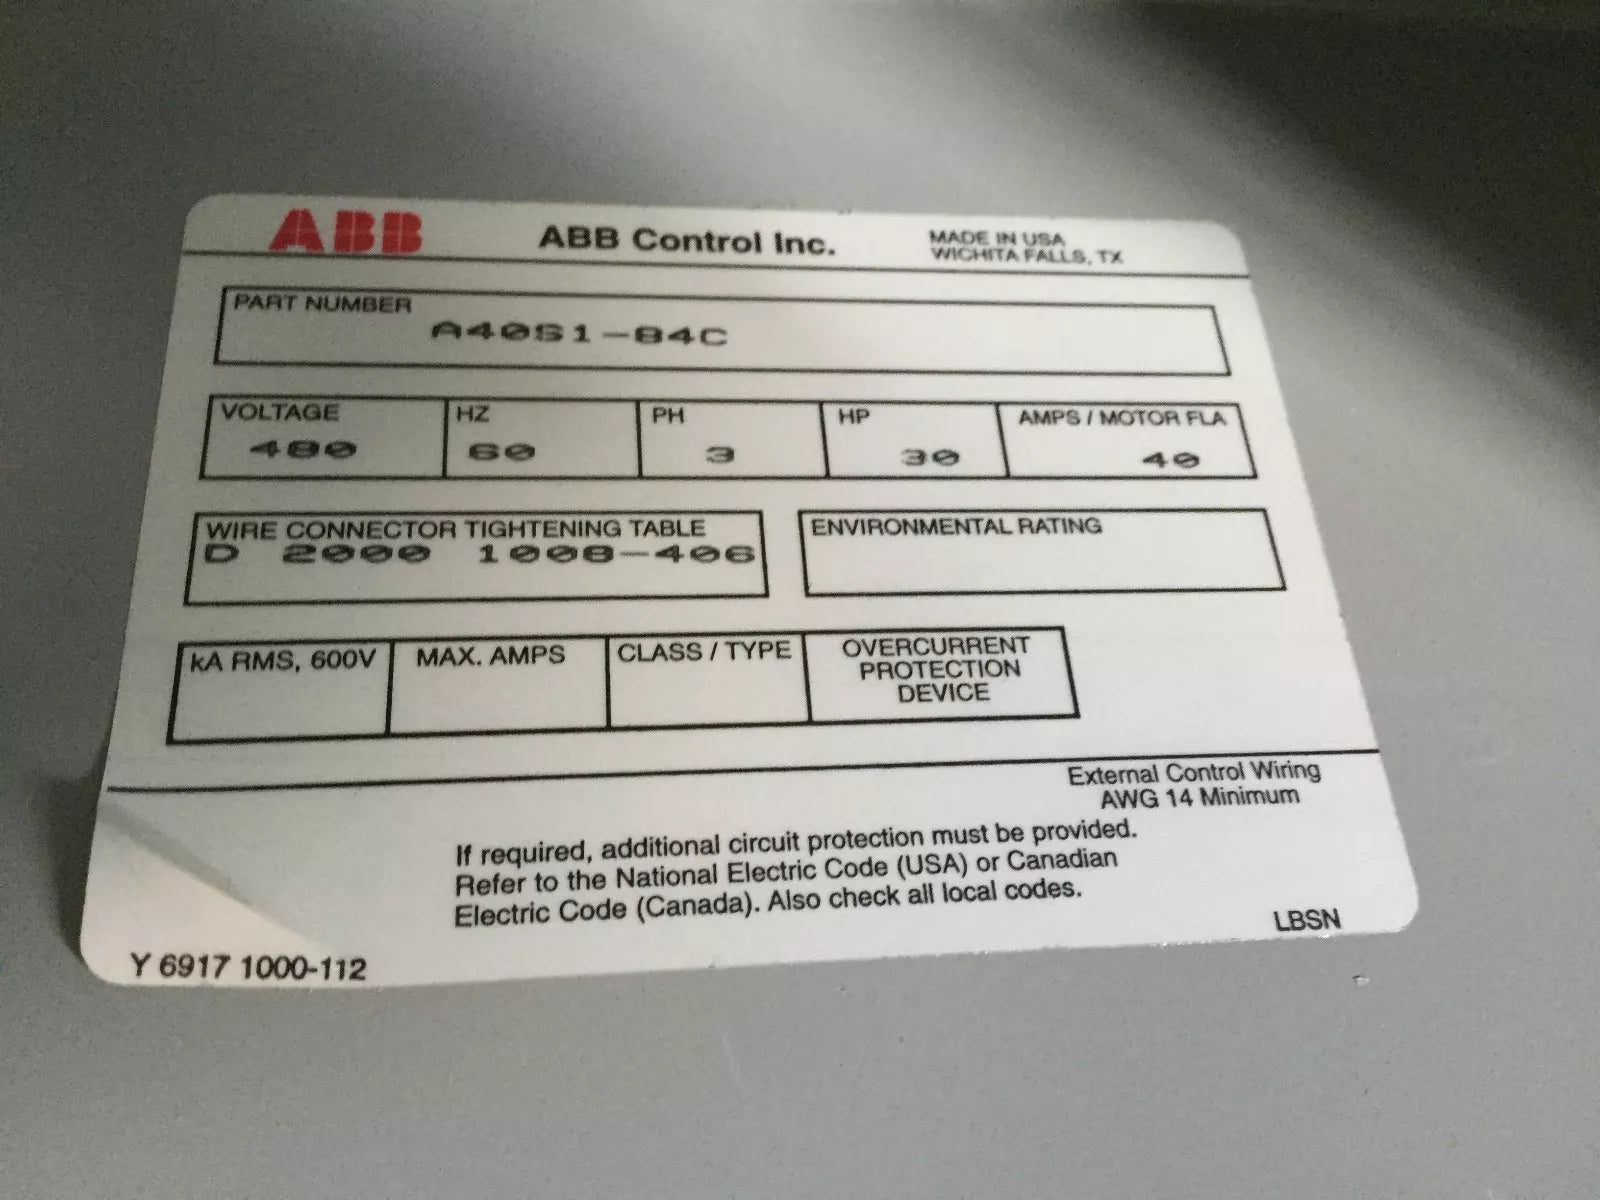 ABB ABB Control Inc. MADE IN USA
WICHITA FALLS, TX
PART NUMBER
A40S1-84C
VOLTAGE HZ PH HP AMPS / MOTOR FLA
480 60 3 30 40
WIRE CONNECTOR TIGHTENING TABLE ENVIRONMENTAL RATING
D 2000 1008-406
kA RMS, 600V MAX. AMPS CLASS / TYPE OVERCURRENT
PROTECTION
DEVICE
External Control Wiring
AWG 14 Minimum
If required, additional circuit protection must be provided.
Refer to the National Electric Code (USA) or Canadian
Electric Code (Canada). Also check all local codes.
LBSN
Y 6917 1000-112